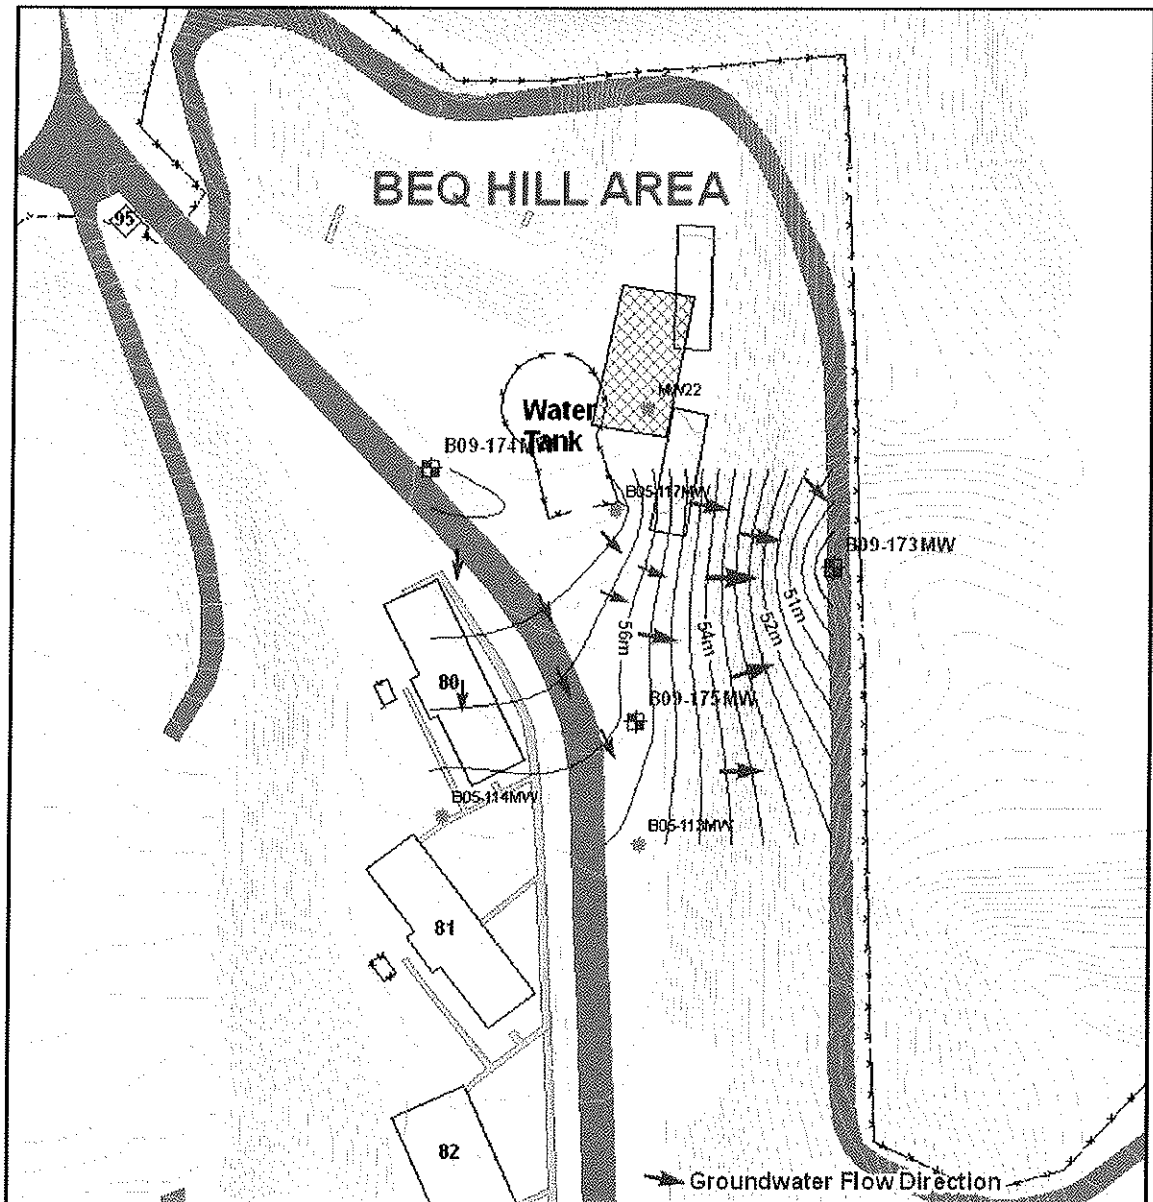 BEQ HILL AREA
95
MW22
Water
Tank
B09-174MW
B05-117MW
B09-173MW
51m
52m
54m
56m
80
B09-175MW
B05-114MW
B05-113MW
81
82
Groundwater Flow Direction